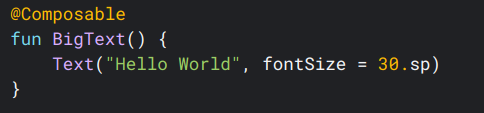 @Composable
fun BigText() {
    Text("Hello World", fontSize = 30.sp)
}